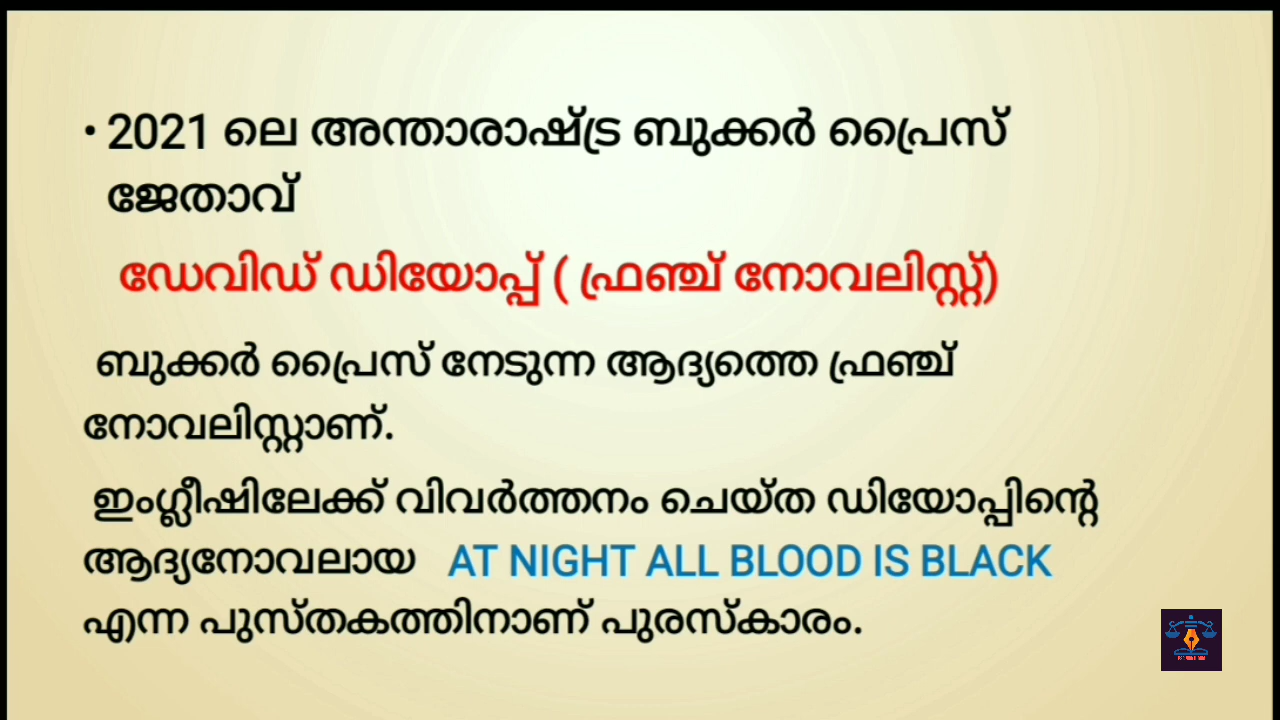 • 2021 ലെ അന്താരാഷ്ട്ര ബുക്കർ പ്രൈസ്
ജേതാവ്
ഡേവിഡ് ഡിയോപ്പ് ( ഫ്രഞ്ച് നോവലിസ്റ്റ്)
ബുക്കർ പ്രൈസ് നേടുന്ന ആദ്യത്തെ ഫ്രഞ്ച്
നോവലിസ്റ്റാണ്.
ഇംഗ്ലീഷിലേക്ക് വിവർത്തനം ചെയ്ത ഡിയോപ്പിന്റെ
ആദ്യനോവലായ AT NIGHT ALL BLOOD IS BLACK
എന്ന പുസ്തകത്തിനാണ് പുരസ്കാരം.